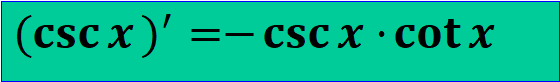 (csc x)′ =− csc x · cot x